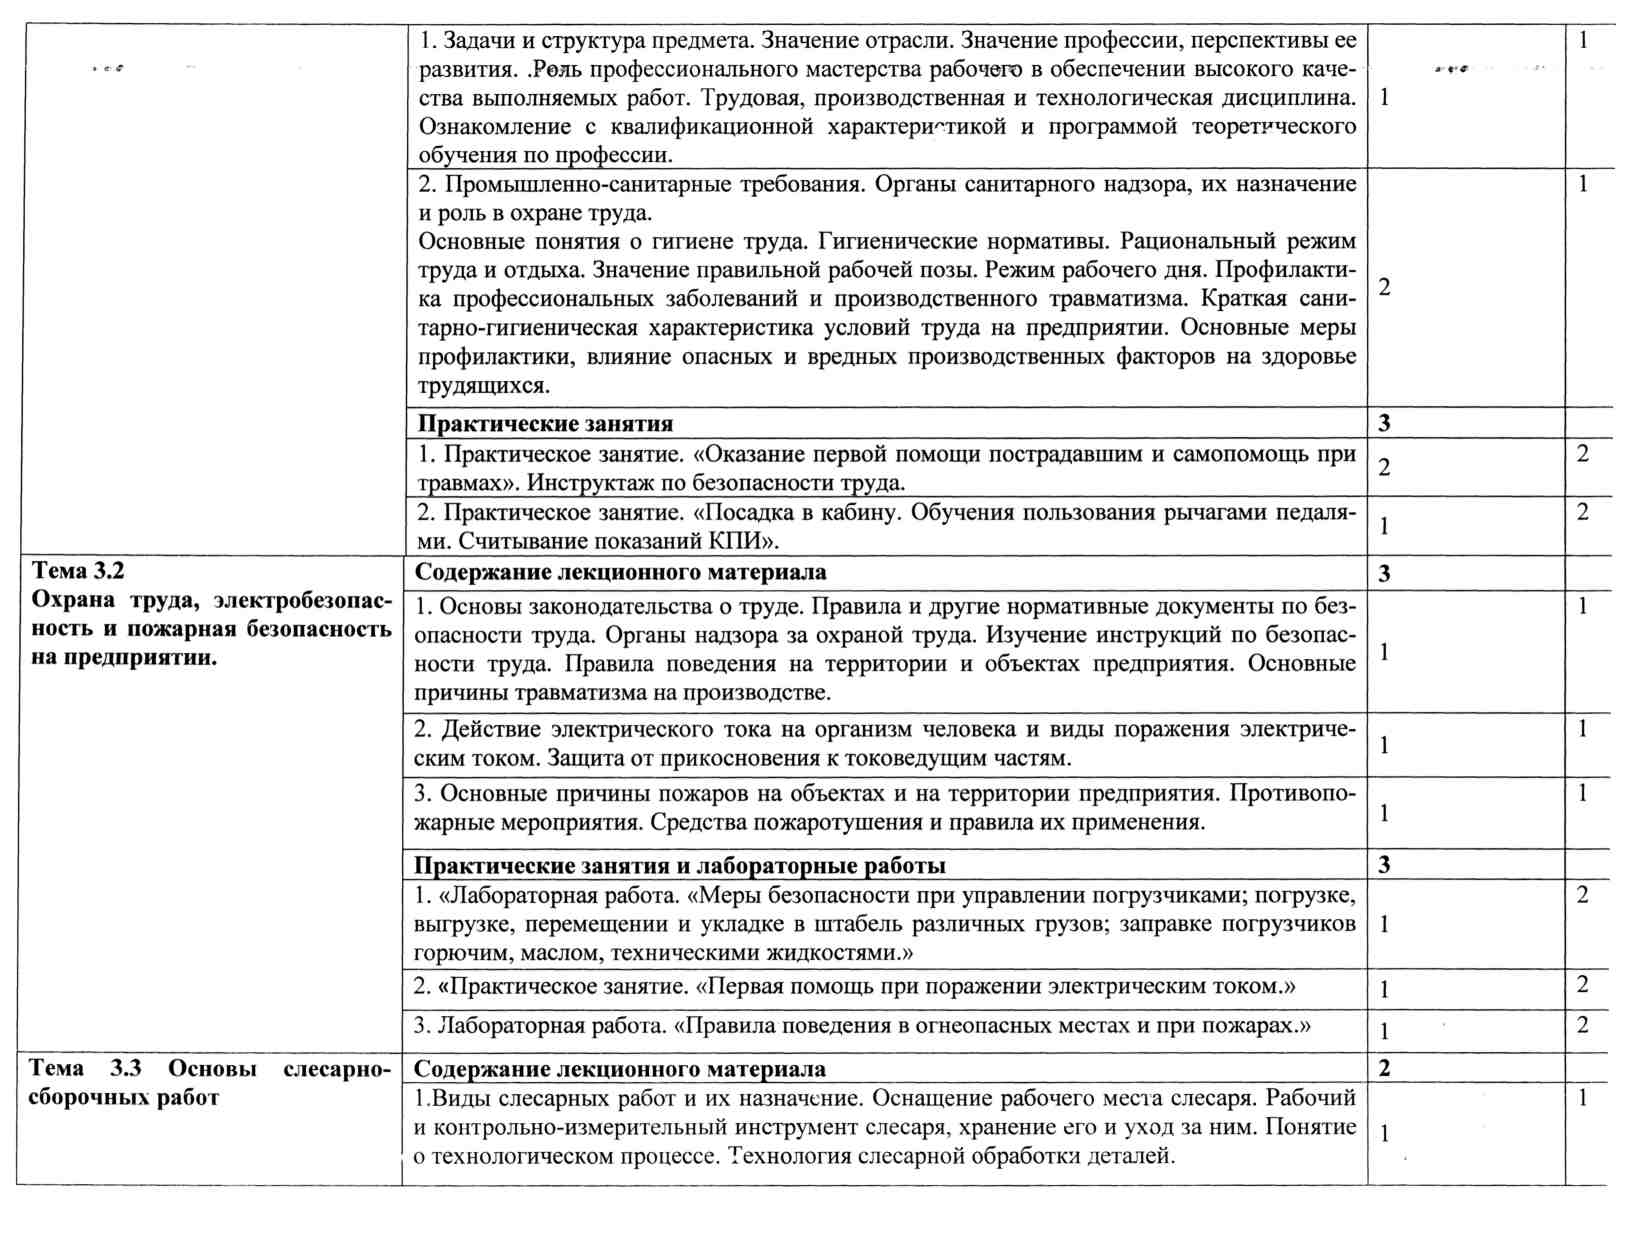 1. Задачи и структура предмета. Значение отрасли. Значение профессии, перспективы ее
развития. .Роль профессионального мастерства рабочего в обеспечении высокого каче-
ства выполняемых работ. Трудовая, производственная и технологическая дисциплина.
Ознакомление с квалификационной характеристикой и программой теоретического
обучения по профессии.
1
1
2. Промышленно-санитарные требования. Органы санитарного надзора, их назначение
и роль в охране труда.
Основные понятия о гигиене труда. Гигиенические нормативы. Рациональный режим
труда и отдыха. Значение правильной рабочей позы. Режим рабочего дня. Профилакти-
ка профессиональных заболеваний и производственного травматизма. Краткая сани-
тарно-гигиеническая характеристика условий труда на предприятии. Основные меры
профилактики, влияние опасных и вредных производственных факторов на здоровье
трудящихся.
2
1
Практические занятия
3
1. Практическое занятие. «Оказание первой помощи пострадавшим и самопомощь при
травмах». Инструктаж по безопасности труда.
2
2
2. Практическое занятие. «Посадка в кабину. Обучения пользования рычагами педаля-
ми. Считывание показаний КПИ».
1
2
Тема 3.2
Охрана труда, электробезопас-
ность и пожарная безопасность
на предприятии.
Содержание лекционного материала
3
1. Основы законодательства о труде. Правила и другие нормативные документы по без-
опасности труда. Органы надзора за охраной труда. Изучение инструкций по безопас-
ности труда. Правила поведения на территории и объектах предприятия. Основные
причины травматизма на производстве.
1
1
2. Действие электрического тока на организм человека и виды поражения электриче-
ским током. Защита от прикосновения к токоведущим частям.
1
1
3. Основные причины пожаров на объектах и на территории предприятия. Противопо-
жарные мероприятия. Средства пожаротушения и правила их применения.
1
1
Практические занятия и лабораторные работы
3
1. «Лабораторная работа. «Меры безопасности при управлении погрузчиками; погрузке,
выгрузке, перемещении и укладке в штабель различных грузов; заправке погрузчиков
горючим, маслом, техническими жидкостями.»
1
2
2. «Практическое занятие. «Первая помощь при поражении электрическим током.»
1
2
3. Лабораторная работа. «Правила поведения в огнеопасных местах и при пожарах.»
1
2
Тема 3.3 Основы слесарно-
сборочных работ
Содержание лекционного материала
2
1.Виды слесарных работ и их назначение. Оснащение рабочего места слесаря. Рабочий
и контрольно-измерительный инструмент слесаря, хранение его и уход за ним. Понятие
о технологическом процессе. Технология слесарной обработки деталей.
1
1